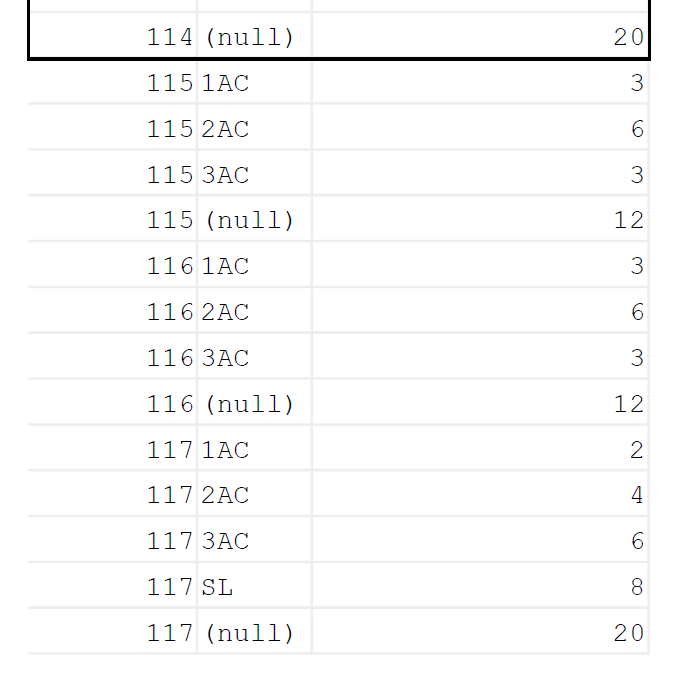 114 (null) 20
115 1AC 3
115 2AC 6
115 3AC 3
115 (null) 12
116 1AC 3
116 2AC 6
116 3AC 3
116 (null) 12
117 1AC 2
117 2AC 4
117 3AC 6
117 SL 8
117 (null) 20